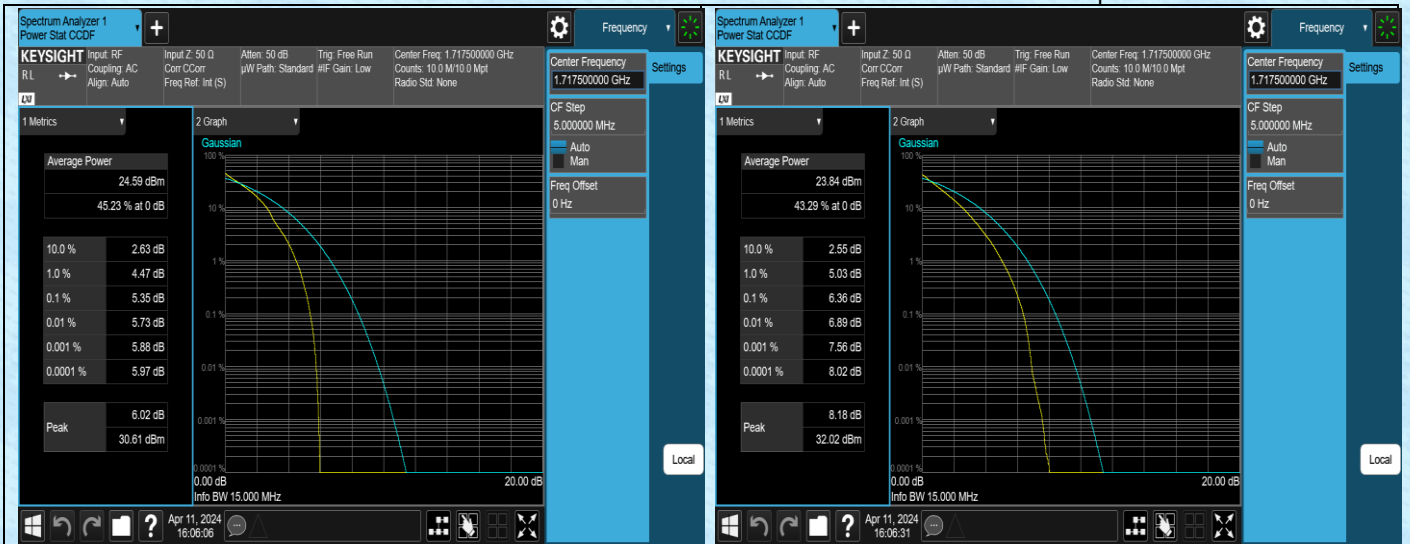 Spectrum Analyzer 1
Power Stat CCDF
+
Frequency
KEYSIGHT
Input: RF
Input Z: 50 Ω
Atten: 50 dB
Trig: Free Run
Center Freq: 1.717500000 GHz
RL
Coupling: AC
Corr CCorr
µW Path: Standard
#IF Gain: Low
Counts: 10.0 M/10.0 Mpt
Align: Auto
Freq Ref: Int (S)
Radio Std: None
LXI
Center Frequency
1.717500000 GHz
Settings
CF Step
5.000000 MHz
Auto
Man
Freq Offset
0 Hz
1 Metrics
2 Graph
Average Power
24.59 dBm
45.23 % at 0 dB
10.0 % 2.63 dB
1.0 % 4.47 dB
0.1 % 5.35 dB
0.01 % 5.73 dB
0.001 % 5.88 dB
0.0001 % 5.97 dB
Peak
6.02 dB
30.61 dBm
Gaussian
100 %
10 %
1 %
0.1 %
0.01 %
0.001 %
0.0001 %
0.00 dB
20.00 dB
Info BW 15.000 MHz
Local
?
Apr 11, 2024
16:06:06
Spectrum Analyzer 1
Power Stat CCDF
+
Frequency
KEYSIGHT
Input: RF
Input Z: 50 Ω
Atten: 50 dB
Trig: Free Run
Center Freq: 1.717500000 GHz
RL
Coupling: AC
Corr CCorr
µW Path: Standard
#IF Gain: Low
Counts: 10.0 M/10.0 Mpt
Align: Auto
Freq Ref: Int (S)
Radio Std: None
LXI
Center Frequency
1.717500000 GHz
Settings
CF Step
5.000000 MHz
Auto
Man
Freq Offset
0 Hz
1 Metrics
2 Graph
Average Power
23.84 dBm
43.29 % at 0 dB
10.0 % 2.55 dB
1.0 % 5.03 dB
0.1 % 6.36 dB
0.01 % 6.89 dB
0.001 % 7.56 dB
0.0001 % 8.02 dB
Peak
8.18 dB
32.02 dBm
Gaussian
100 %
10 %
1 %
0.1 %
0.01 %
0.001 %
0.0001 %
0.00 dB
20.00 dB
Info BW 15.000 MHz
Local
?
Apr 11, 2024
16:06:31